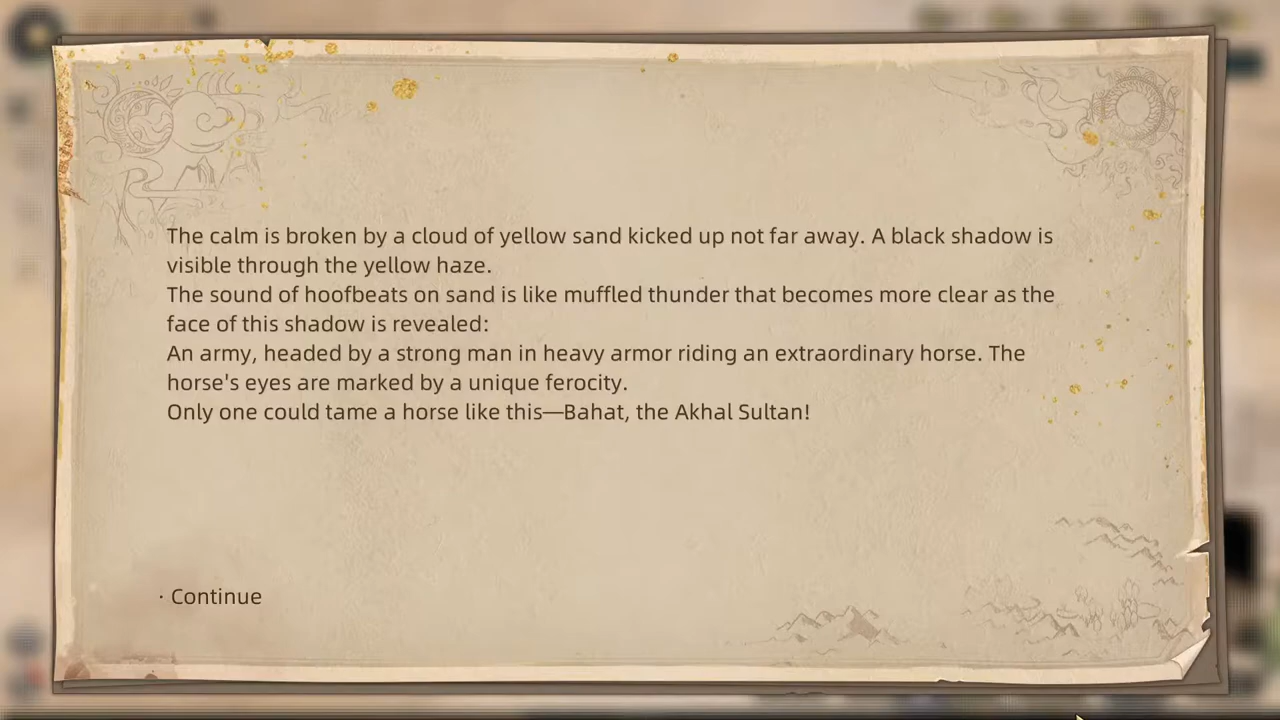 The calm is broken by a cloud of yellow sand kicked up not far away. A black shadow is
visible through the yellow haze.
The sound of hoofbeats on sand is like muffled thunder that becomes more clear as the
face of this shadow is revealed:
An army, headed by a strong man in heavy armor riding an extraordinary horse. The
horse's eyes are marked by a unique ferocity.
Only one could tame a horse like this—Bahat, the Akhal Sultan!
· Continue